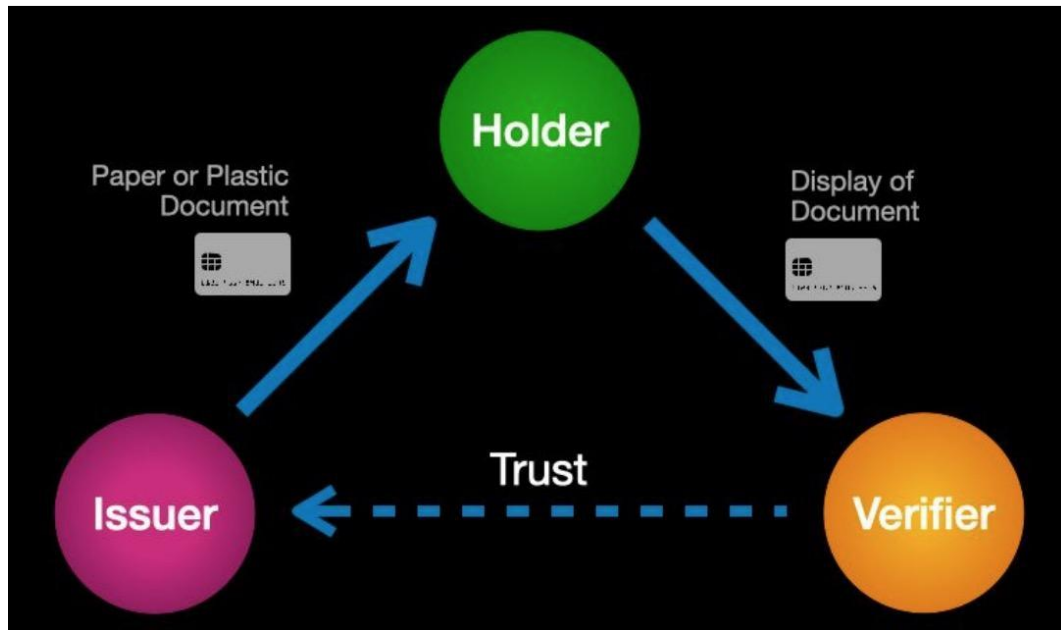 Holder
Paper or Plastic
Document
Display of
Document
Trust
Issuer
Verifier